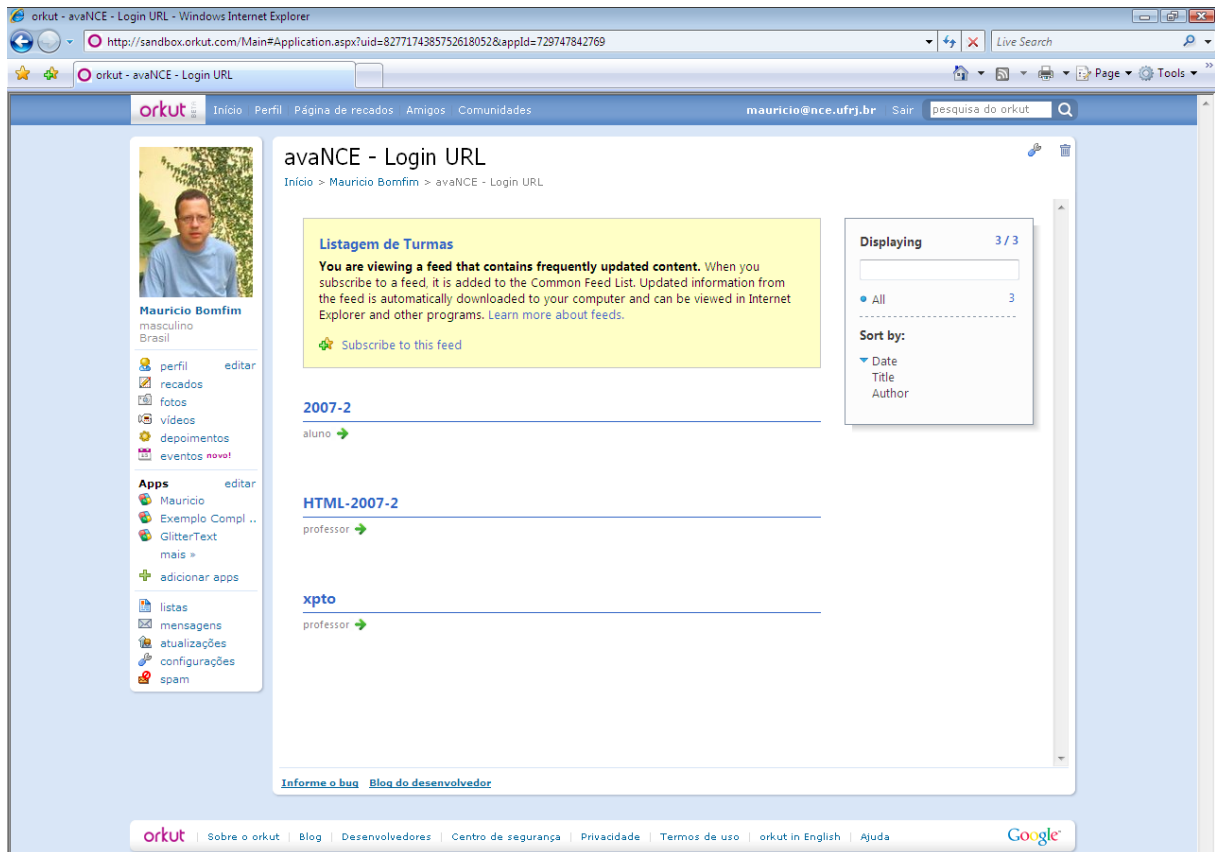 orkut - avaNCE - Login URL - Windows Internet Explorer
http://sandbox.orkut.com/Main#Application.aspx?uid=8277174385752618052&appId=729747842769
Live Search
orkut - avaNCE - Login URL
Page
Tools
orkut Início Perfil Página de recados Amigos Comunidades mauricio@nce.ufrj.br Sair pesquisa do orkut
Mauricio Bomfim
masculino
Brasil
perfil editar
recados
fotos
vídeos
depoimentos
eventos novo!
Apps editar
Mauricio
Exemplo Compl ..
GlitterText
mais »
adicionar apps
listas
mensagens
atualizações
configurações
spam
avaNCE - Login URL
Início > Mauricio Bomfim > avaNCE - Login URL
Listagem de Turmas
You are viewing a feed that contains frequently updated content. When you
subscribe to a feed, it is added to the Common Feed List. Updated information from
the feed is automatically downloaded to your computer and can be viewed in Internet
Explorer and other programs. Learn more about feeds.
Subscribe to this feed
2007-2
aluno
HTML-2007-2
professor
xpto
professor
Displaying 3 / 3
All 3
Sort by:
Date
Title
Author
Informe o bug Blog do desenvolvedor
orkut | Sobre o orkut | Blog | Desenvolvedores | Centro de segurança | Privacidade | Termos de uso | orkut in English | Ajuda Google